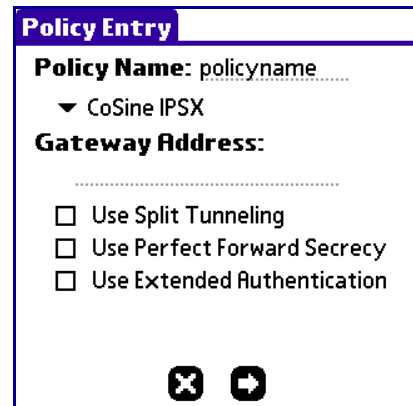 Policy Entry
Policy Name: policyname
CoSine IPSX
Gateway Address:
Use Split Tunneling
Use Perfect Forward Secrecy
Use Extended Authentication